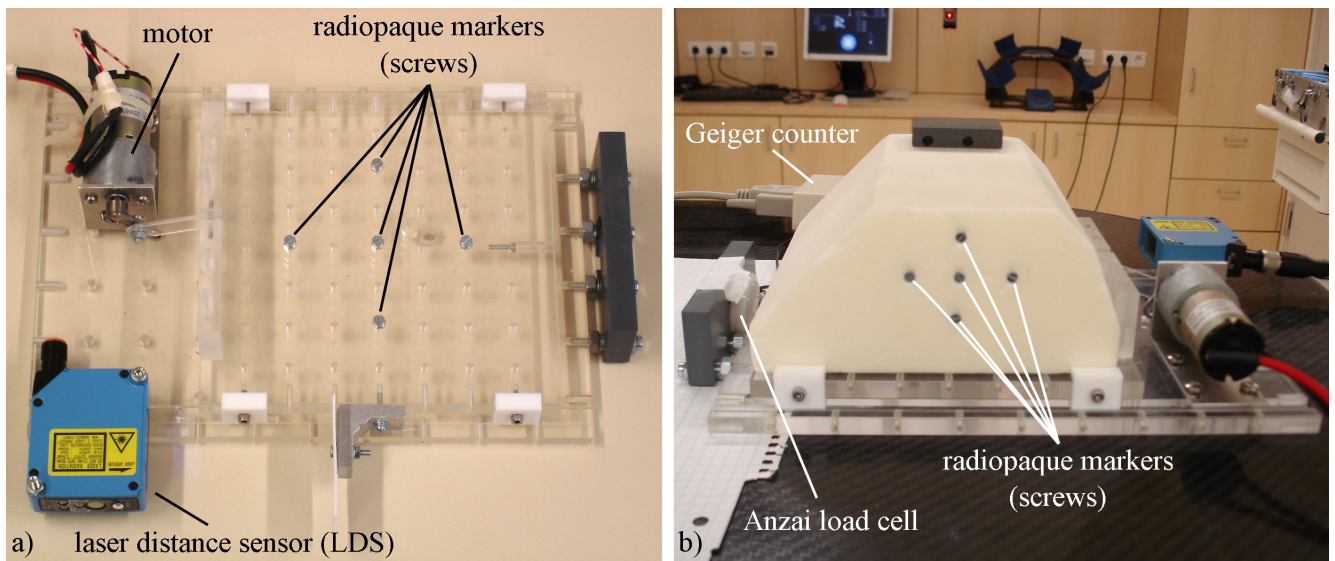 motor
radiopaque markers
(screws)
a)
laser distance sensor (LDS)
Geiger counter
radiopaque markers
(screws)
Anzai load cell
b)